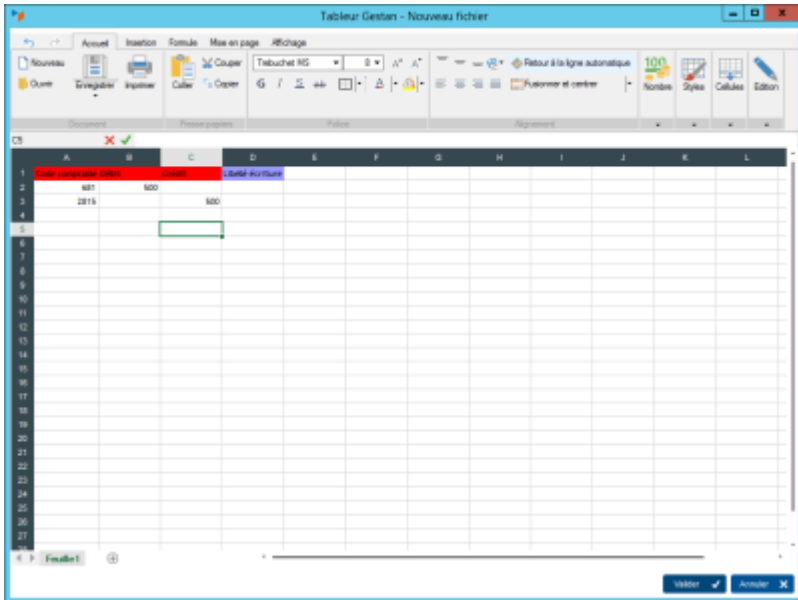 Tableur Gestan - Nouveau fichier
Accueil Insertion Formule Mise en page Affichage
Nouveau
Ouvrir
Enregistrer
Imprimer
Coller
Couper
Copier
Trebuchet MS 8
G I S ab
Retour à la ligne automatique
Fusionner et centrer
Nombre
Styles
Cellules
Edition
Document Presse-papiers Police Alignement
C5
A B C D E F G H I J K L
1 Code comptable Débit Crédit Libellé écriture
2 681 500
3 2815 500
4
5
6
7
8
9
10
11
12
13
14
15
16
17
18
19
20
21
22
23
24
25
26
27
28
Feuille1
Valider Annuler